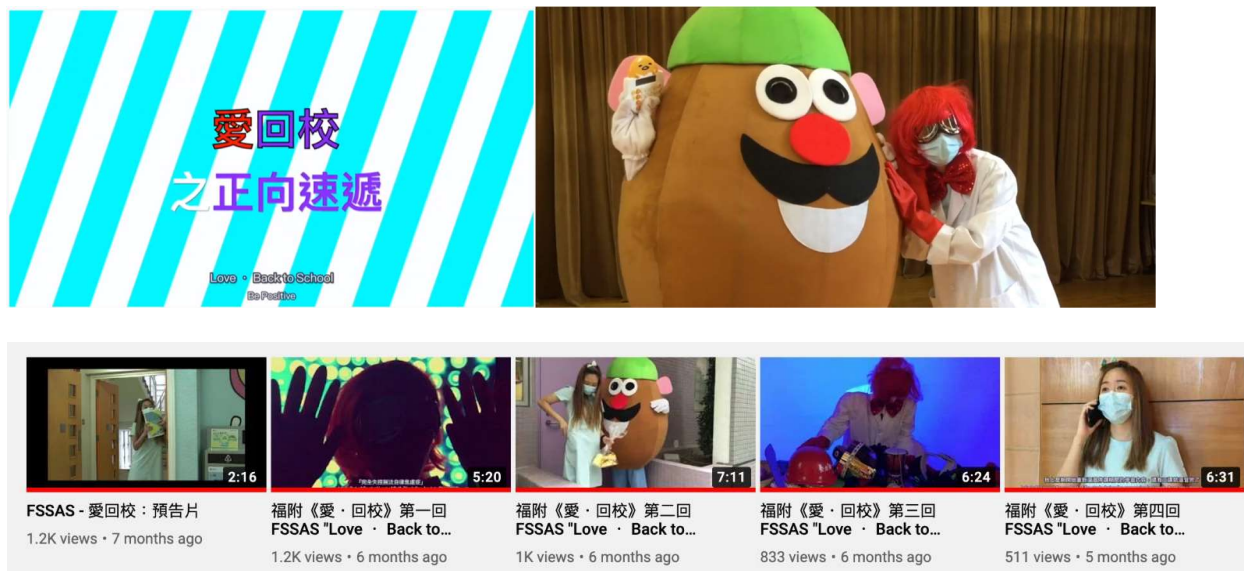 愛回校
之正向速遞
Love · Back to School
Be Positive
2:16
5:20
7:11
6:24
6:31
FSSAS - 愛回校：預告片
1.2K views • 7 months ago
福附《愛．回校》第一回
FSSAS "Love ． Back to...
1.2K views • 6 months ago
福附《愛．回校》第二回
FSSAS "Love ． Back to...
1K views • 6 months ago
福附《愛．回校》第三回
FSSAS "Love ． Back to...
833 views • 6 months ago
福附《愛．回校》第四回
FSSAS "Love ． Back to...
511 views • 5 months ago